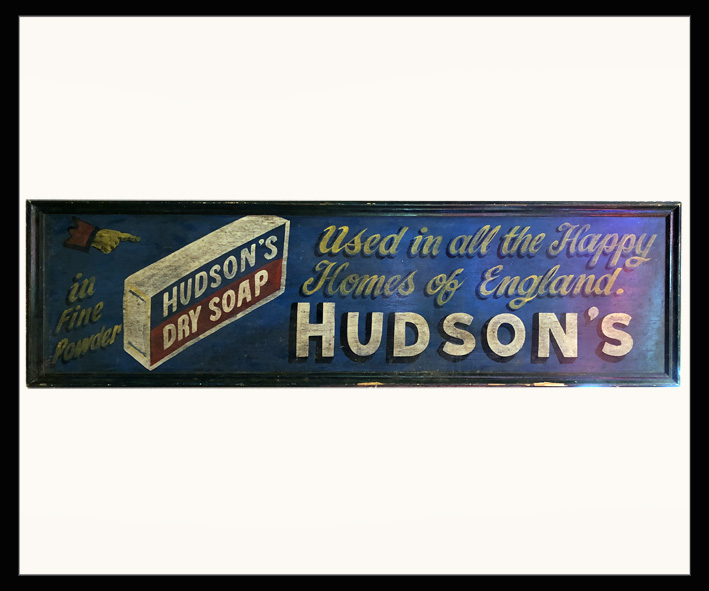 in
Fine
Powder
HUDSON'S
DRY SOAP
Used in all the Happy
Homes of England.
HUDSON'S